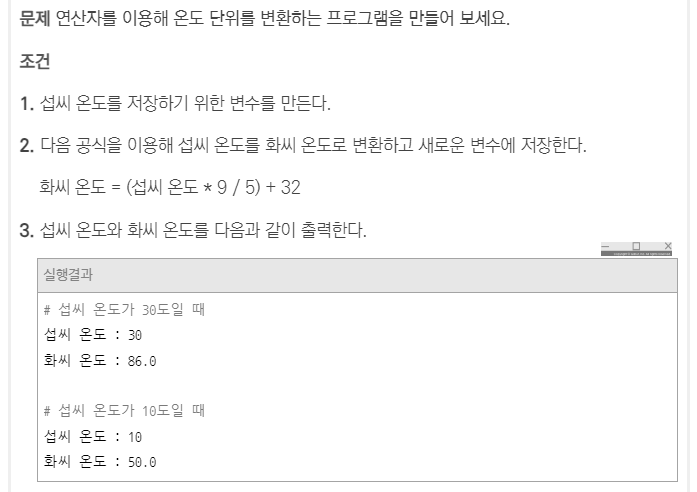 문제 연산자를 이용해 온도 단위를 변환하는 프로그램을 만들어 보세요.
조건
1. 섭씨 온도를 저장하기 위한 변수를 만든다.
2. 다음 공식을 이용해 섭씨 온도를 화씨 온도로 변환하고 새로운 변수에 저장한다.
화씨 온도 = (섭씨 온도 * 9 / 5) + 32
3. 섭씨 온도와 화씨 온도를 다음과 같이 출력한다.
실행결과
# 섭씨 온도가 30도일 때
섭씨 온도 : 30
화씨 온도 : 86.0
# 섭씨 온도가 10도일 때
섭씨 온도 : 10
화씨 온도 : 50.0